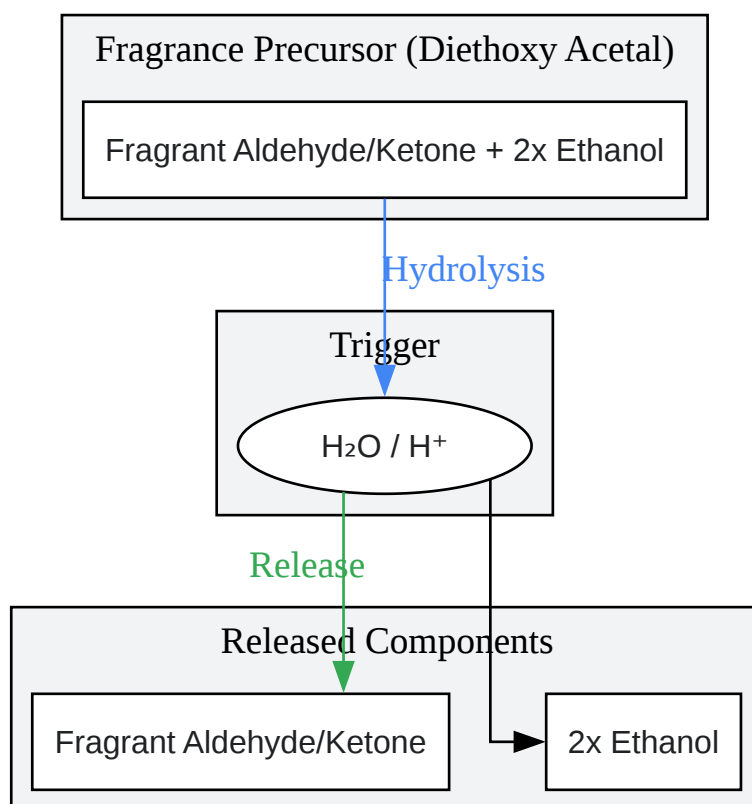 Fragrance Precursor (Diethoxy Acetal)
Fragrant Aldehyde/Ketone + 2x Ethanol
Hydrolysis
Trigger
H₂O / H⁺
Release
Released Components
Fragrant Aldehyde/Ketone
2x Ethanol